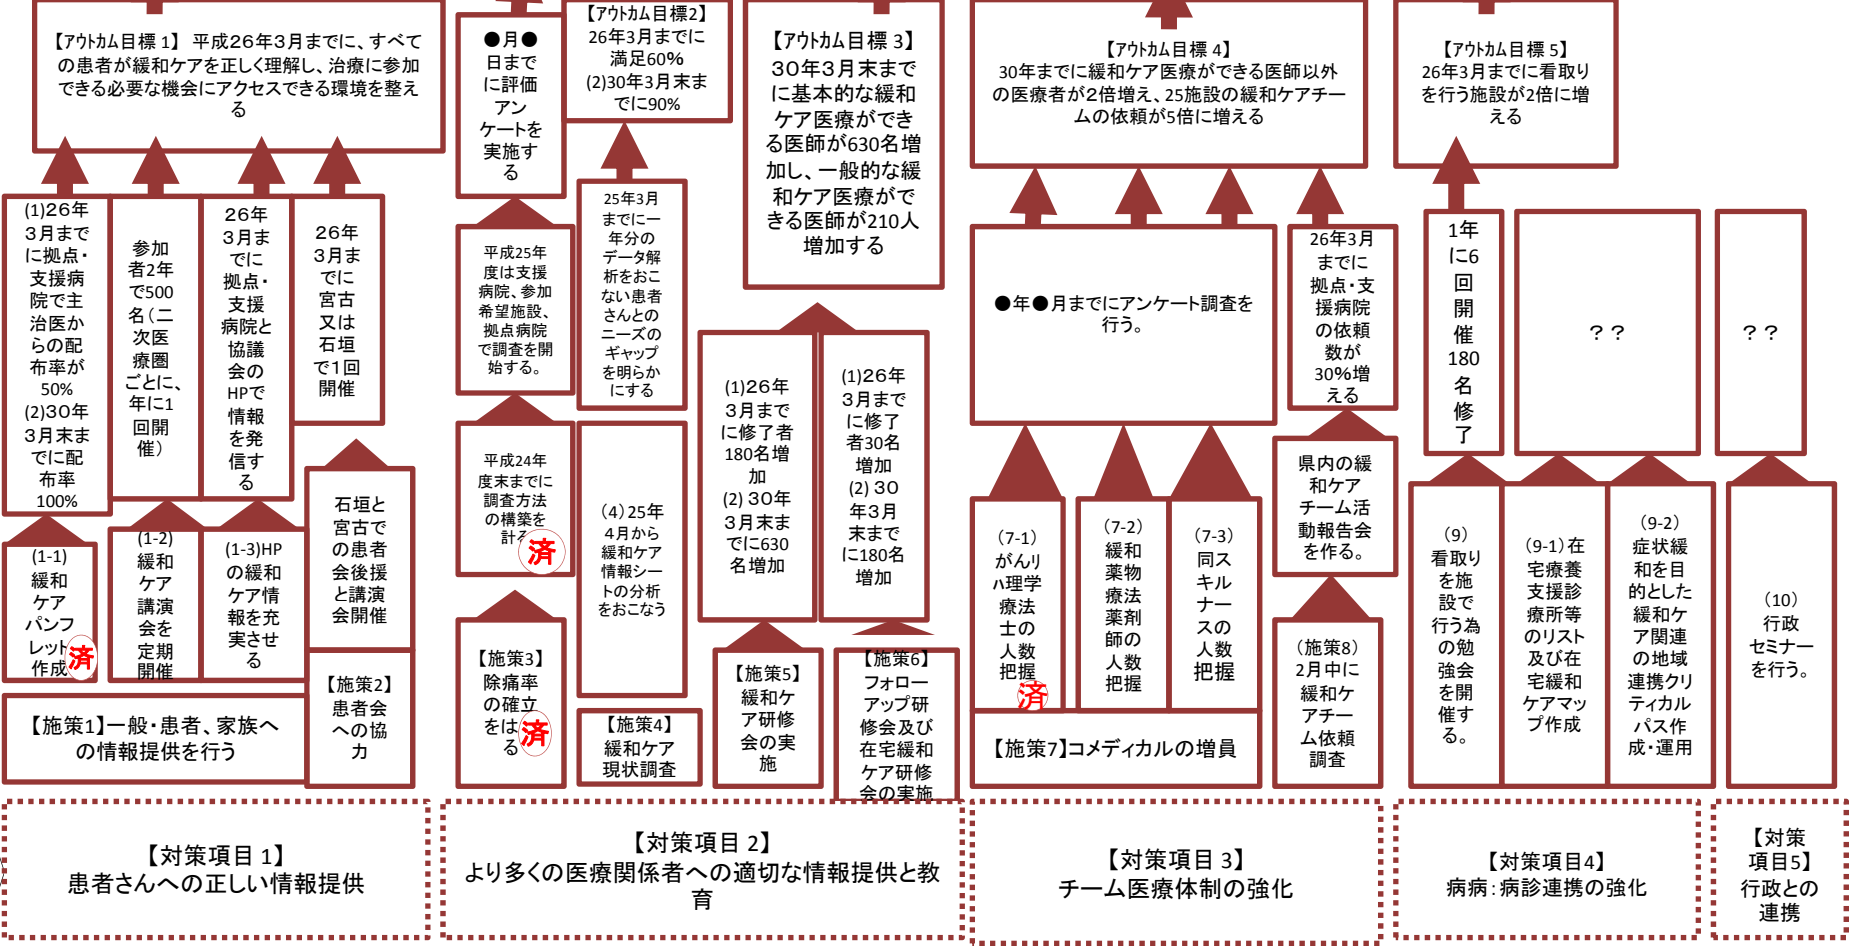 【アウトカム目標１】 平成２６年３月までに、すべて
の患者が緩和ケアを正しく理解し、治療に参加
できる必要な機会にアクセスできる環境を整え
る
●月●
日まで
に評価
アン
ケートを
実施す
る
【アウトカム目標２】
26年３月までに
満足60%
(2)30年３月末ま
でに90%
【アウトカム目標 3】
３０年３月末まで
に基本的な緩和
ケア医療ができ
る医師が630名増
加し、一般的な緩
和ケア医療がで
きる医師が210人
増加する
【アウトカム目標 4】
30年までに緩和ケア医療ができる医師以外
の医療者が２倍増え、25施設の緩和ケアチー
ムの依頼が5倍に増える
【アウトカム目標 5】
26年３月までに看取り
を行う施設が2倍に増
える
(1)２６年
３月まで
に拠点・
支援病
院で主
治医か
らの配
布率が
50%
(2)３０年
３月末ま
でに配
布率
100%
参加
者2年
で500
名（二
次医
療圏
ごとに、
年に1
回開
催）
２６年
３月ま
でに
拠点・
支援
病院と
協議
会の
HPで
情報
を発
信す
る
２６年
３月ま
でに
宮古
又は
石垣
で１回
開催
平成25年
度は支援
病院、参加
希望施設、
拠点病院
で調査を開
始する。
25年３月
までに一
年分の
データ解
析をおこ
ない患者
さんとの
ニーズの
ギャップ
を明らか
にする
●年●月までにアンケート調査を
行う。
26年３月
までに
拠点・支
援病院
の依頼
数が
30%増
える
1年
に6
回
開
催
180
名
修
了
？？
？？
(1)２６年
３月まで
に修了者
180名増
加
(2) ３０年
３月末ま
でに630
名増加
(1)２６年
３月まで
に修了
者30名
増加
(2) ３０
年３月
末まで
に180名
増加
平成24年
度末までに
調査方法
の構築を
計る
済
（4）25年
４月から
緩和ケア
情報シー
トの分析
をおこなう
石垣と
宮古で
の患者
会後援
と講演
会開催
県内の緩
和ケア
チーム活
動報告会
を作る。
(1-1)
緩和
ケア
パンフ
レット
作成
済
(1-2)
緩和
ケア
講演
会を
定期
開催
(1-3)HP
の緩和
ケア情
報を充
実させ
る
（7-1）
がんリ
ハ理学
療法
士の
人数
把握
済
（7-2）
緩和
薬物
療法
薬剤
師の
人数
把握
（7-3）
同ス
キル
ナー
スの
人数
把握
（9）
看取り
を施
設で
行う為
の勉
強会
を開
催す
る。
（9-1）在
宅療養
支援診
療所等
のリスト
及び在
宅緩和
ケアマッ
プ作成
（9-2）
症状緩
和を目
的とした
緩和ケ
ア関連
の地域
連携クリ
ティカル
パス作
成・運用
（10）
行政
セミナー
を行う。
【施策1】一般・患者、家族へ
の情報提供を行う
【施策２】
患者会
への協
力
【施策3】
除痛率
の確立
をは
る
済
【施策4】
緩和ケア
現状調査
【施策5】
緩和ケ
ア研修
会の実
施
【施策6】
フォロー
アップ研
修会及び
在宅緩和
ケア研修
会の実施
【施策7】コメディカルの増員
（施策8）
2月中に
緩和ケ
アチー
ム依頼
調査
【対策項目 1】
患者さんへの正しい情報提供
【対策項目 2】
より多くの医療関係者への適切な情報提供と教
育
【対策項目 3】
チーム医療体制の強化
【対策項目4】
病病：病診連携の強化
【対策
項目5】
行政との
連携